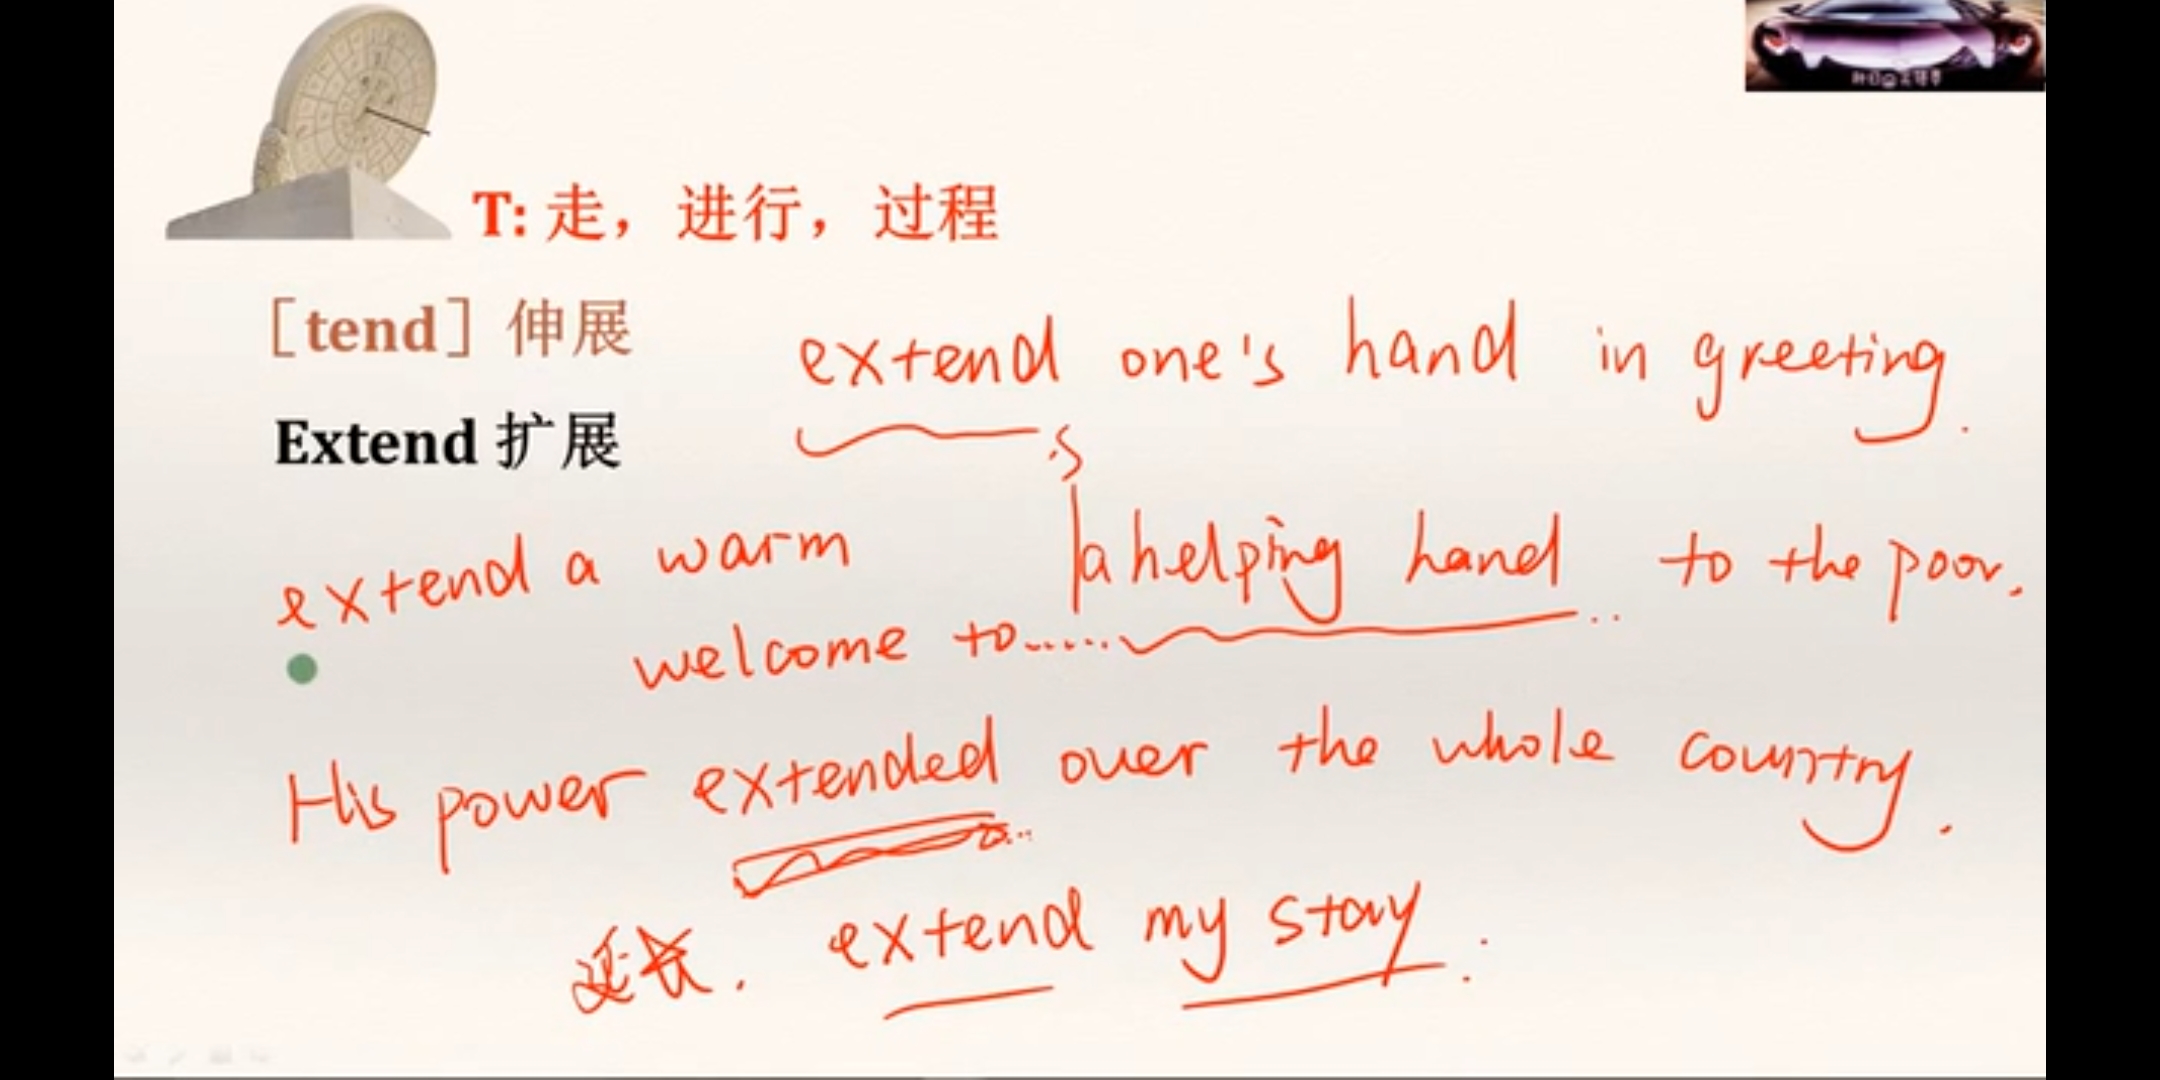 T: 走，进行，过程
［tend］伸展
extend one's hand in greeting.
Extend 扩展
a helping hand to the poor.
extend a warm
welcome to......
His power extended over the whole country.
延长. extend my stay.